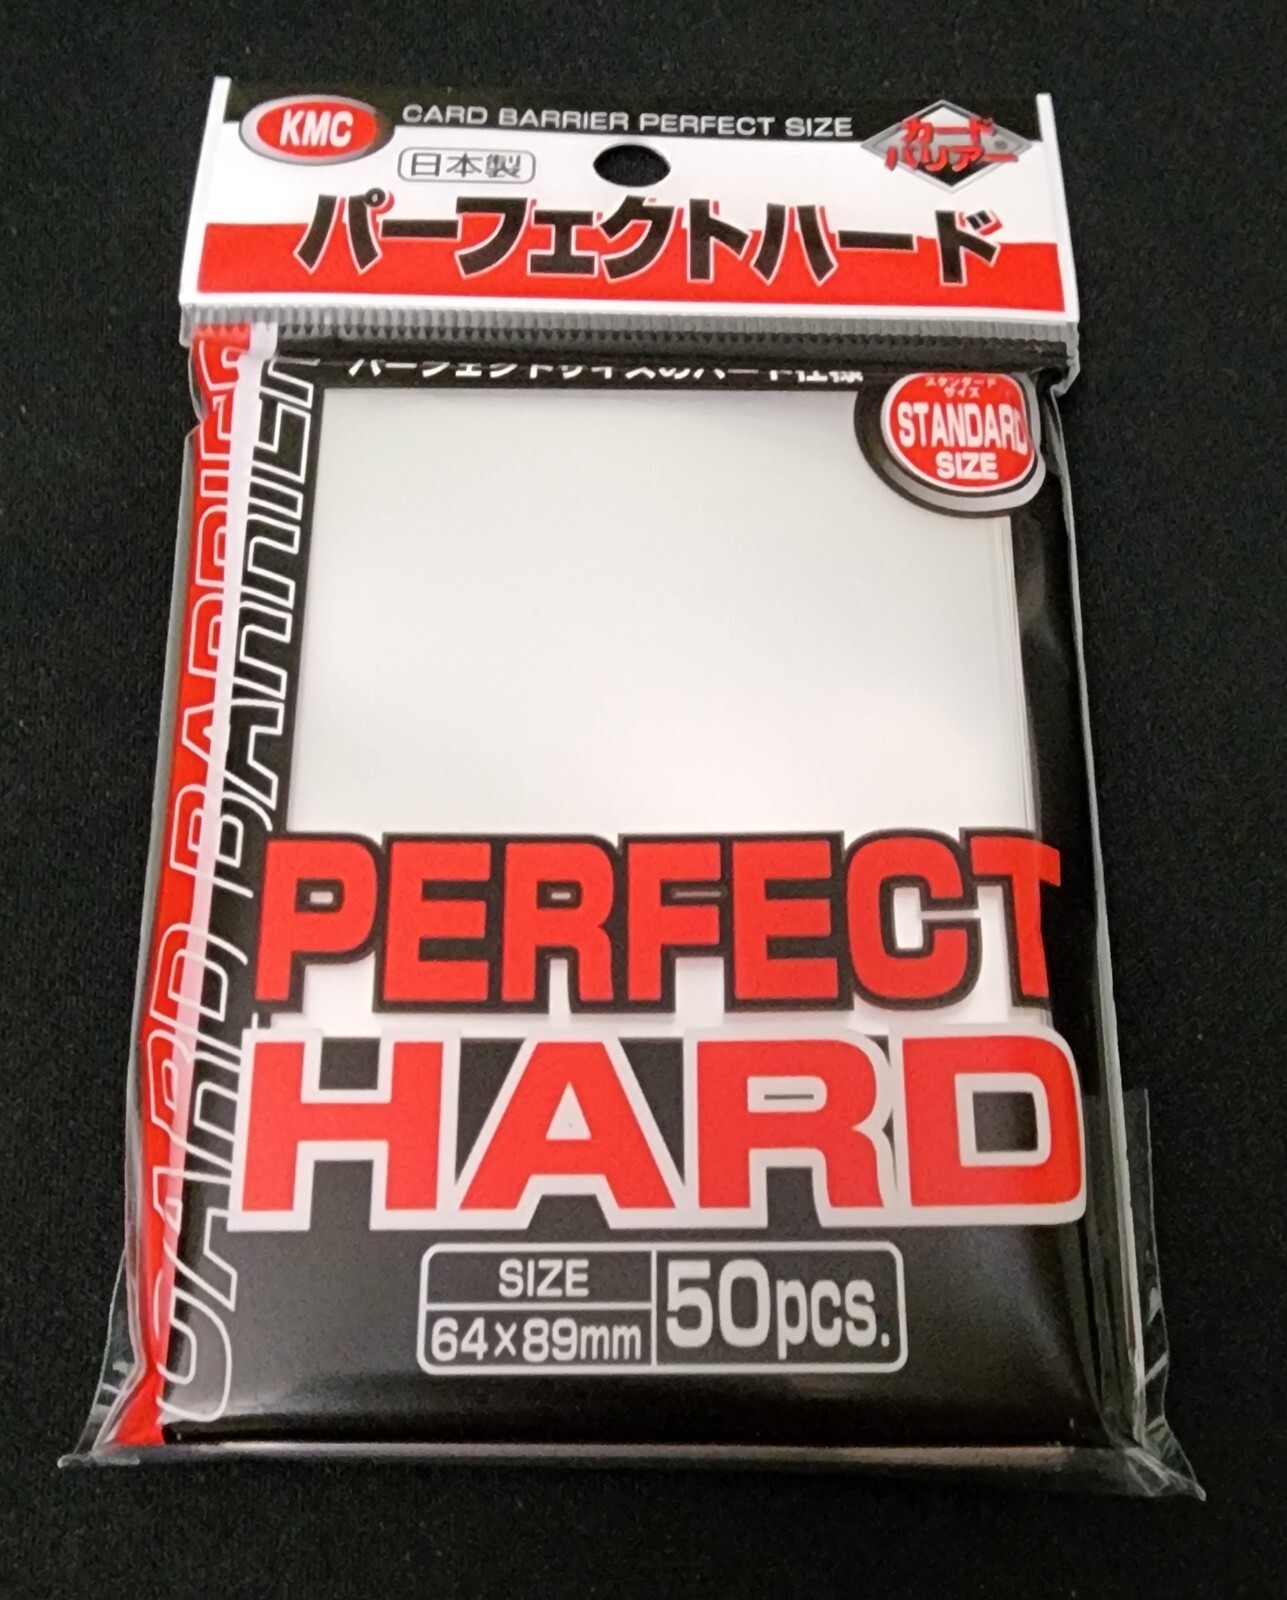 KMC
CARD BARRIER PERFECT SIZE
カード
バリアー®
日本製
パーフェクトハード
パーフェクトサイズのハード仕様
スタンダード
サイズ
STANDARD
SIZE
CARD BARRIER
CARD BARRIER
PERFECT
HARD
SIZE
64×89mm
50pcs.